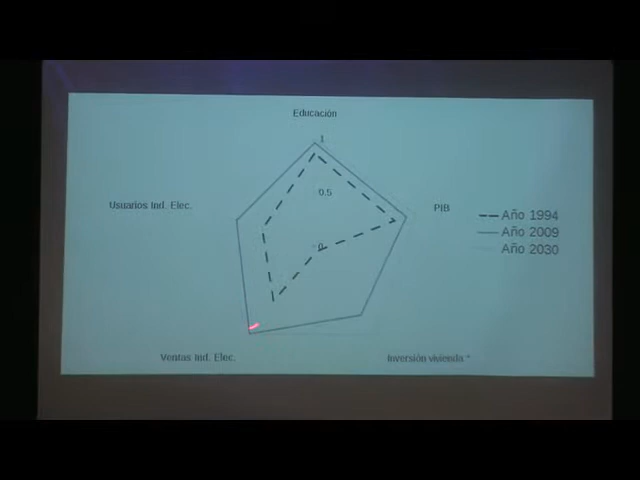 Educación
1
0.5
Usuarios Ind. Elec.
PIB
Año 1994
Año 2009
Año 2030
0
Ventas Ind. Elec.
Inversión vivienda *